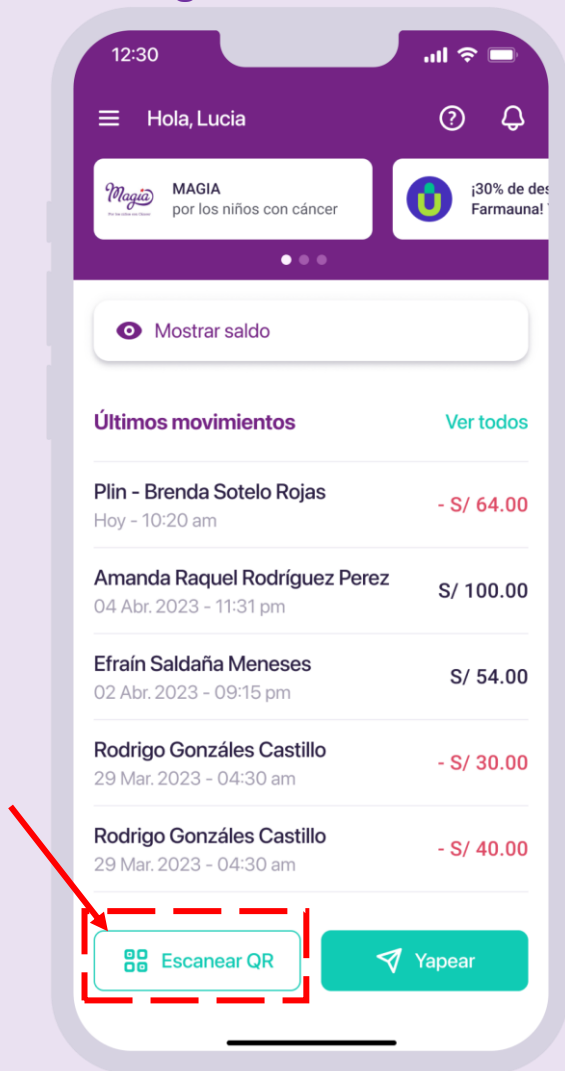 12:30
Hola, Lucia
Magia
MAGIA
por los niños con cáncer
¡30% de des
Farmauna!
Mostrar saldo
Últimos movimientos
Ver todos
Plin - Brenda Sotelo Rojas
Hoy - 10:20 am
- S/ 64.00
Amanda Raquel Rodríguez Perez
04 Abr. 2023 - 11:31 pm
S/ 100.00
Efraín Saldaña Meneses
02 Abr. 2023 - 09:15 pm
S/ 54.00
Rodrigo Gonzáles Castillo
29 Mar. 2023 - 04:30 am
- S/ 30.00
Rodrigo Gonzáles Castillo
29 Mar. 2023 - 04:30 am
- S/ 40.00
Escanear QR
Yapear